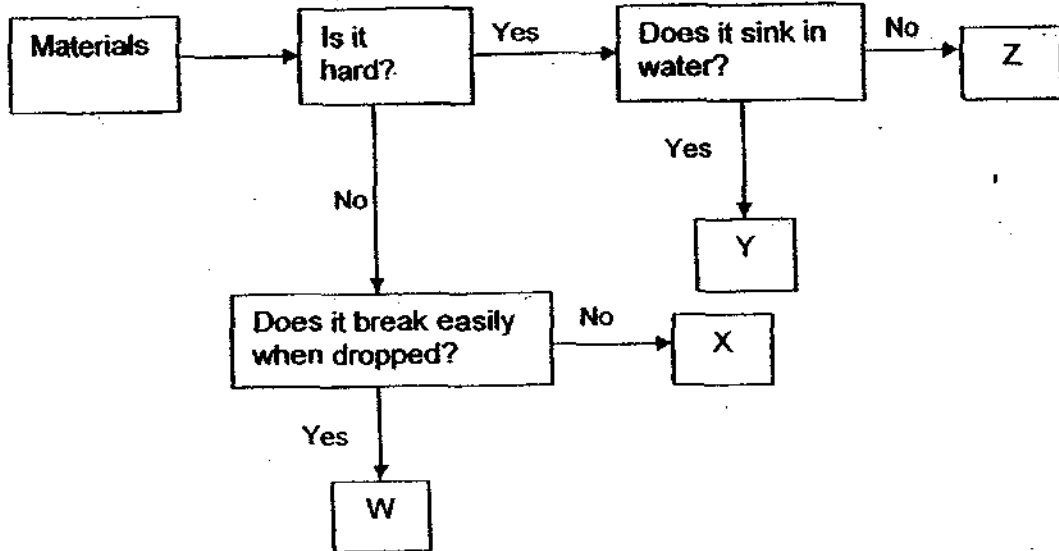 Materials
Is it
hard?
Yes
Does it sink in
water?
No
Z
Yes
Y
No
Does it break easily
when dropped?
No
X
Yes
W